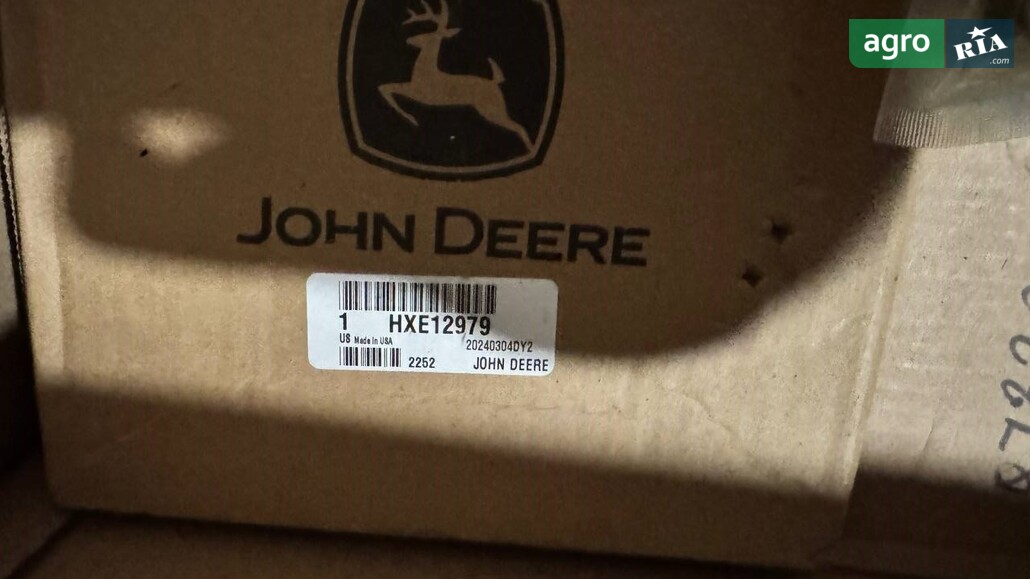 agro RIA .com
JOHN DEERE
1 HXE12979
US Made In USA 20240304DY2
2252 JOHN DEERE